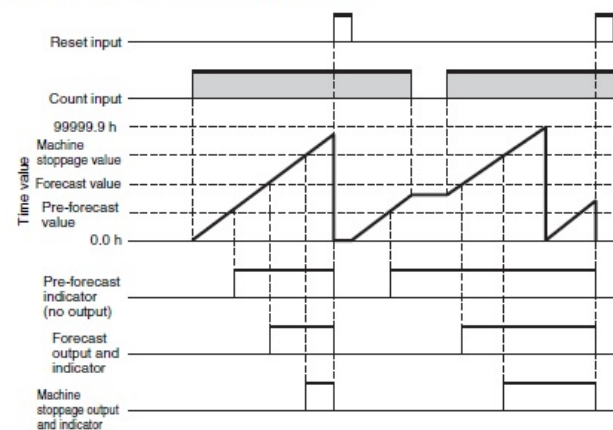 Reset input
Count input
99999.9 h
Machine
stoppage value
Forecast value
Pre-forecast
value
0.0 h
Time value
Pre-forecast
indicator
(no output)
Forecast
output and
indicator
Machine
stoppage output
and indicator